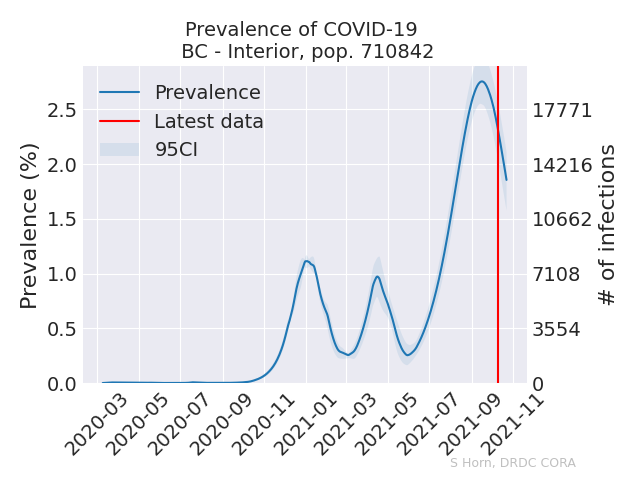 Prevalence of COVID-19
BC - Interior, pop. 710842
Prevalence
Latest data
95CI
Prevalence (%)
2.5
2.0
1.5
1.0
0.5
0.0
17771
14216
10662
7108
3554
0
# of infections
2020-03
2020-05
2020-07
2020-09
2020-11
2021-01
2021-03
2021-05
2021-07
2021-09
2021-11
S Horn, DRDC CORA